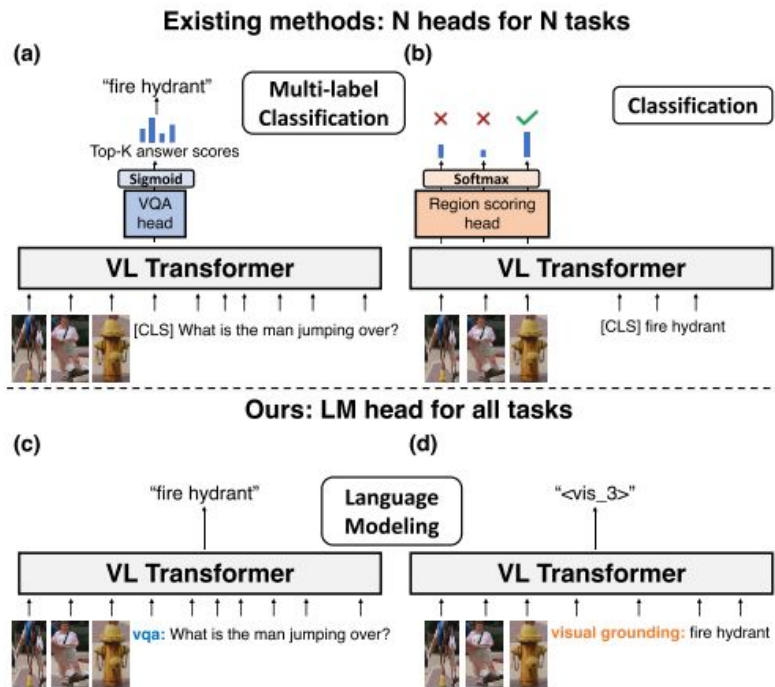 Existing methods: N heads for N tasks
(a)
"fire hydrant"
Multi-label
Classification
Top-K answer scores
Sigmoid
VQA
head
VL Transformer
[CLS] What is the man jumping over?
(b)
Classification
Softmax
Region scoring
head
VL Transformer
[CLS] fire hydrant
Ours: LM head for all tasks
(c)
"fire hydrant"
Language
Modeling
VL Transformer
vqa: What is the man jumping over?
(d)
"<vis_3>"
VL Transformer
visual grounding: fire hydrant